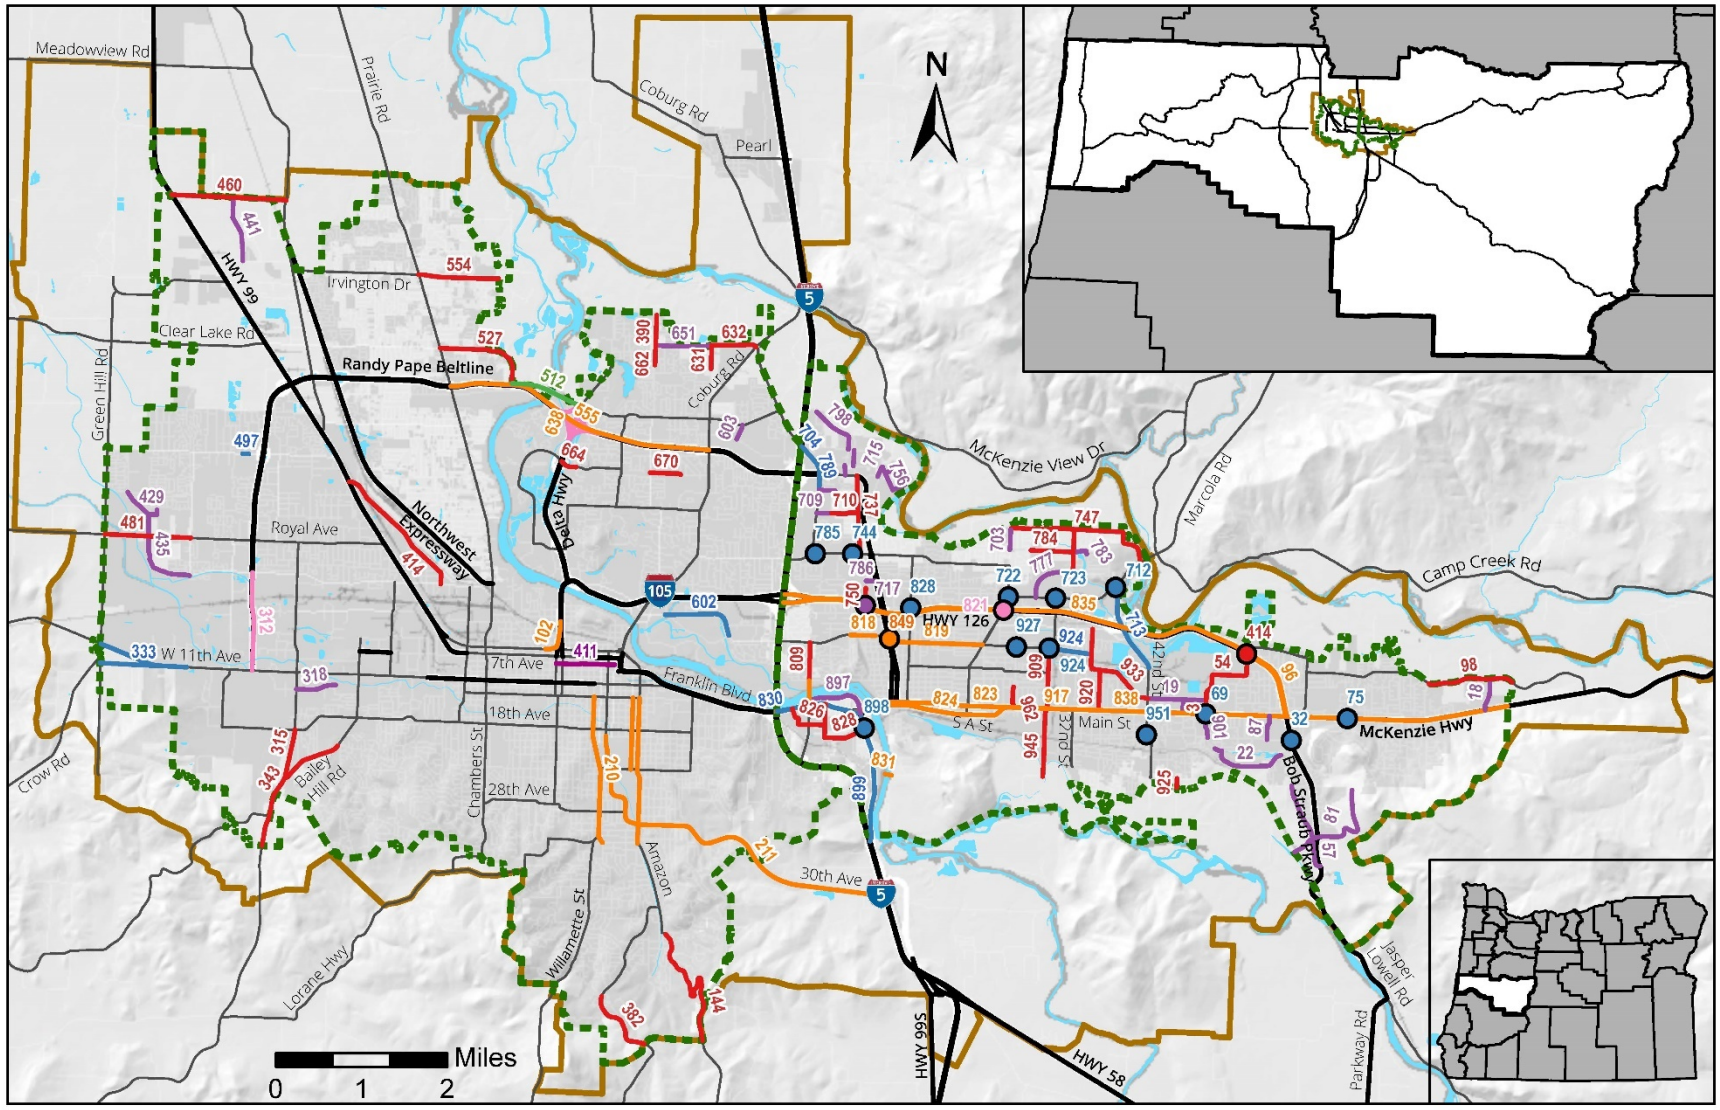 Meadowview Rd
Prairie Rd
Coburg Rd
N
Pearl
460
441
HWY 99
554
Irvington Dr
5
Clear Lake Rd
390
651
632
527
662
631
Randy Pape Beltline
Coburg Rd
512
Green Hill Rd
638
555
603
798
704
497
McKenzie View Dr
715
789
756
664
670
Marcola Rd
429
709
710
737
Delta Hwy
Northwest
Expressway
481
435
Royal Ave
747
703
784
783
785
744
414
786
777
Camp Creek Rd
722
723
712
105
750
717
828
602
821
835
312
HWY 126
713
102
818
849
819
927
924
414
333
W 11th Ave
411
7th Ave
809
909
924
42nd St
933
54
96
98
318
Franklin Blvd
830
897
920
19
69
18
824
823
917
838
3
75
18th Ave
826
828
898
S A St
962
Main St
951
901
87
32
McKenzie Hwy
315
945
32nd St
22
Crow Rd
343
Bailey
Hill Rd
Chambers St
210
831
925
28th Ave
899
Bob Straub Pkwy
81
57
211
Amazon
30th Ave
5
Willamette St
Lorane Hwy
144
382
Jasper
Lowell Rd
HWY 99S
HWY 58
Parkway Rd
Miles
0 1 2